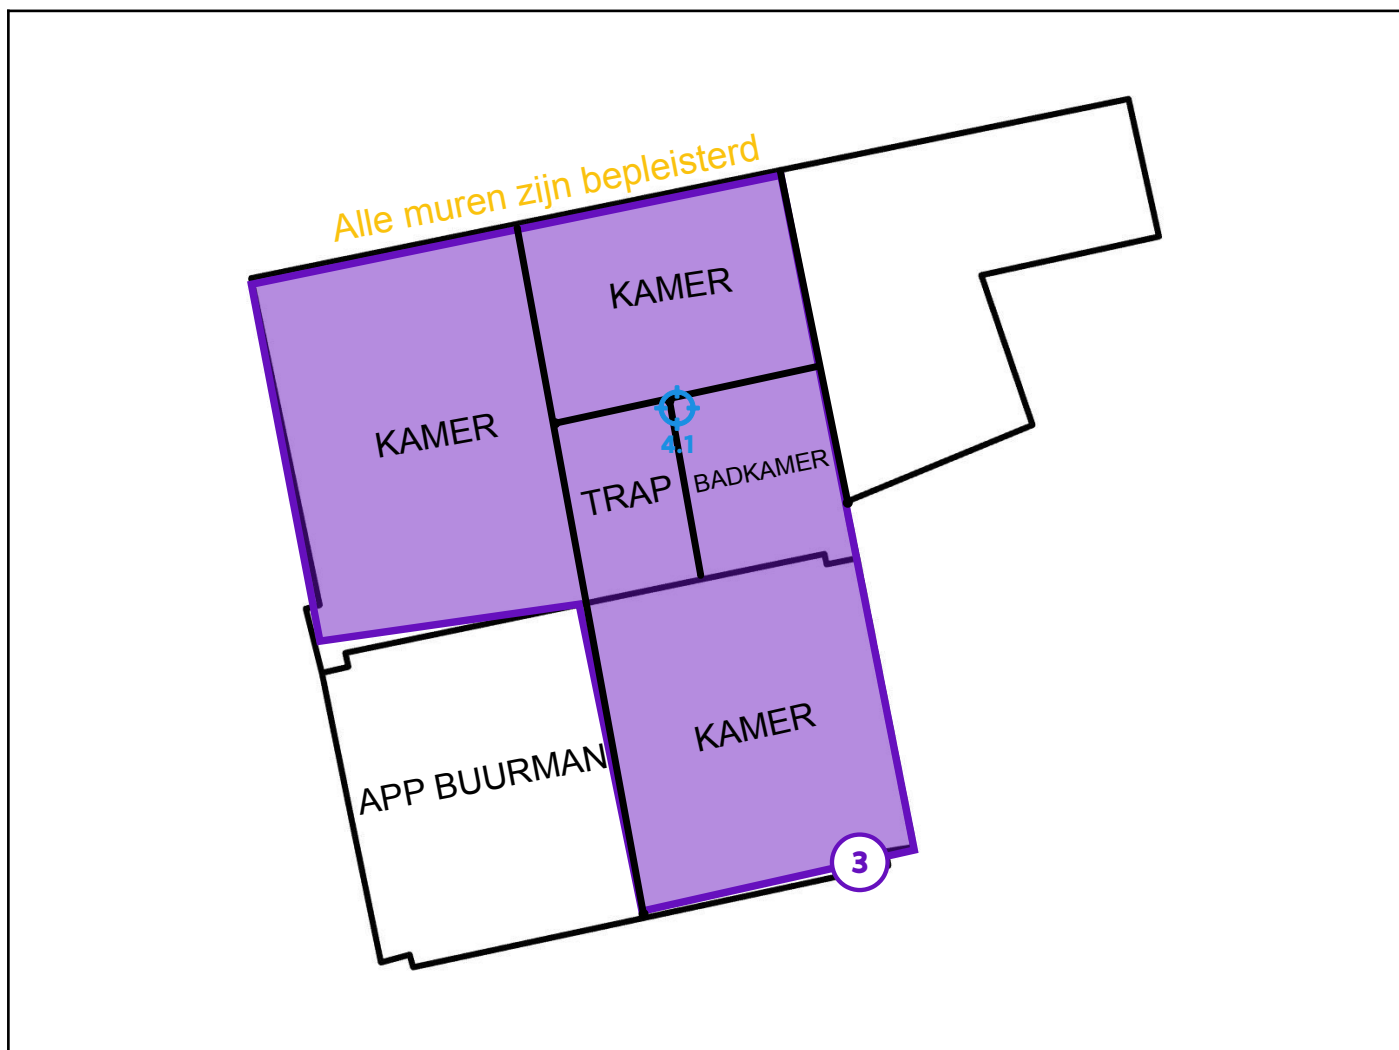 Alle muren zijn bepleisterd
KAMER
KAMER
4.1
TRAP
BADKAMER
KAMER
APP BUURMAN
3